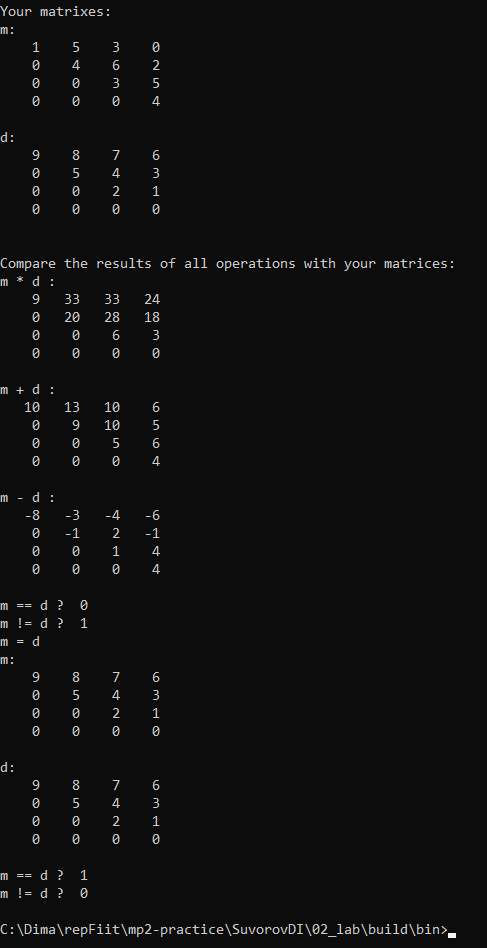 Your matrixes:
m:
1 5 3 0
0 4 6 2
0 0 3 5
0 0 0 4
d:
9 8 7 6
0 5 4 3
0 0 2 1
0 0 0 0
Compare the results of all operations with your matrices:
m * d :
9 33 33 24
0 20 28 18
0 0 6 3
0 0 0 0
m + d :
10 13 10 6
0 9 10 5
0 0 5 6
0 0 0 4
m - d :
-8 -3 -4 -6
0 -1 2 -1
0 0 1 4
0 0 0 4
m == d ? 0
m != d ? 1
m = d
m:
9 8 7 6
0 5 4 3
0 0 2 1
0 0 0 0
d:
9 8 7 6
0 5 4 3
0 0 2 1
0 0 0 0
m == d ? 1
m != d ? 0
C:\Dima\repFiit\mp2-practice\SuvorovDI\02_lab\build\bin>